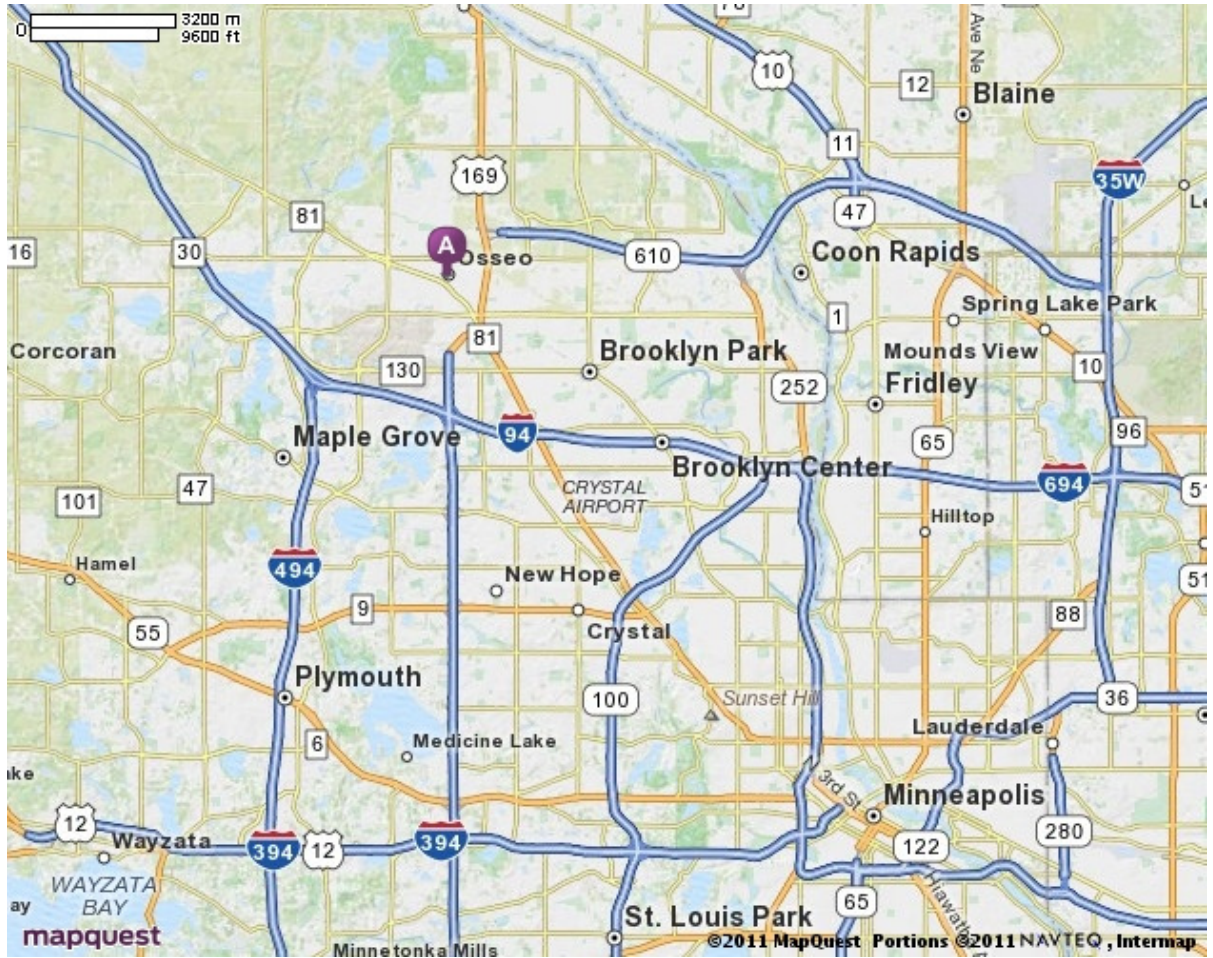 0
3200 m
9600 ft
10
12
Blaine
Ave Ne
11
35W
169
81
47
30
16
A
Osseo
610
Coon Rapids
1
Spring Lake Park
Corcoran
81
Brooklyn Park
Mounds View
130
10
252
Fridley
94
65
96
Maple Grove
Brooklyn Center
694
47
101
CRYSTAL
AIRPORT
51
Hilltop
494
Hamel
New Hope
51
9
88
55
Crystal
Plymouth
100
Sunset Hill
36
6
Medicine Lake
Lauderdale
3rd St
Minneapolis
12
Wayzata
394
12
394
122
280
WAYZATA
BAY
65
St. Louis Park
mapquest
Minnetonka Mills
©2011 MapQuest Portions ©2011 NAVTEQ, Intermap